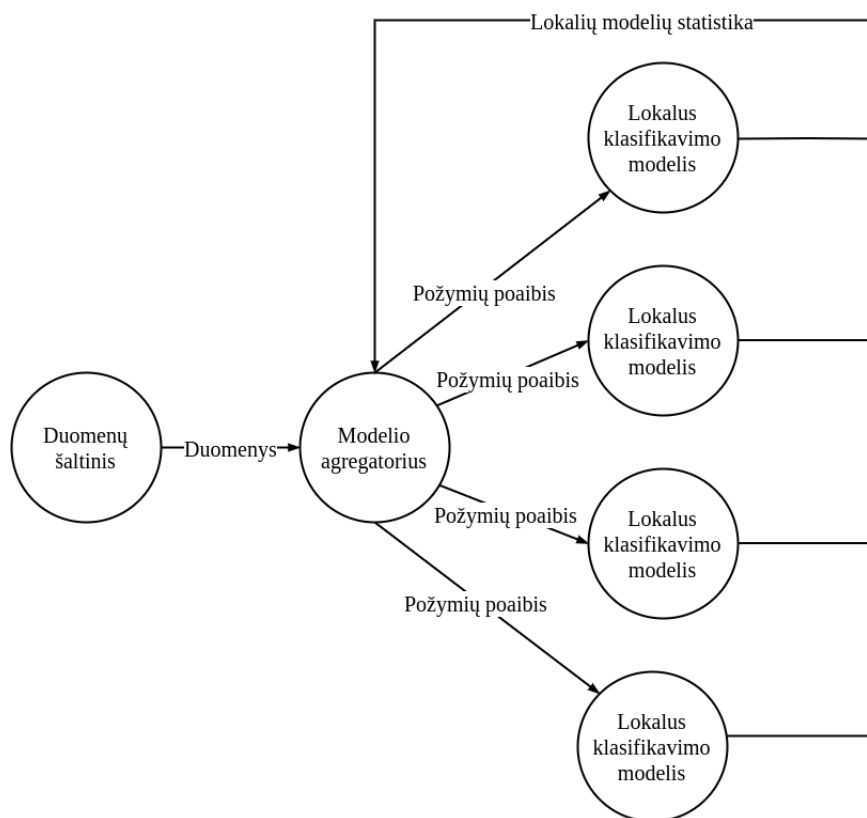 Lokalių modelių statistika
Lokalus
klasifikavimo
modelis
Požymių poaibis
Lokalus
klasifikavimo
modelis
Požymių poaibis
Duomenų
šaltinis
Duomenys
Modelio
agregatorius
Požymių poaibis
Lokalus
klasifikavimo
modelis
Požymių poaibis
Lokalus
klasifikavimo
modelis